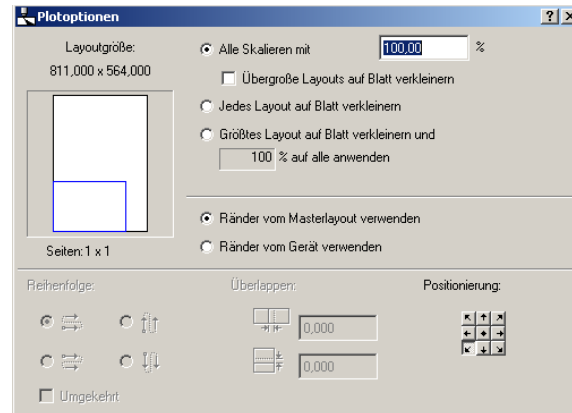 Plotoptionen
Layoutgröße:
811,000 x 564,000
Alle Skalieren mit 100,00 %
Übergroße Layouts auf Blatt verkleinern
Jedes Layout auf Blatt verkleinern
Größtes Layout auf Blatt verkleinern und
100 % auf alle anwenden
Ränder vom Masterlayout verwenden
Ränder vom Gerät verwenden
Seiten: 1 x 1
Reihenfolge:
Überlappen:
Positionierung:
0,000
0,000
Umgekehrt